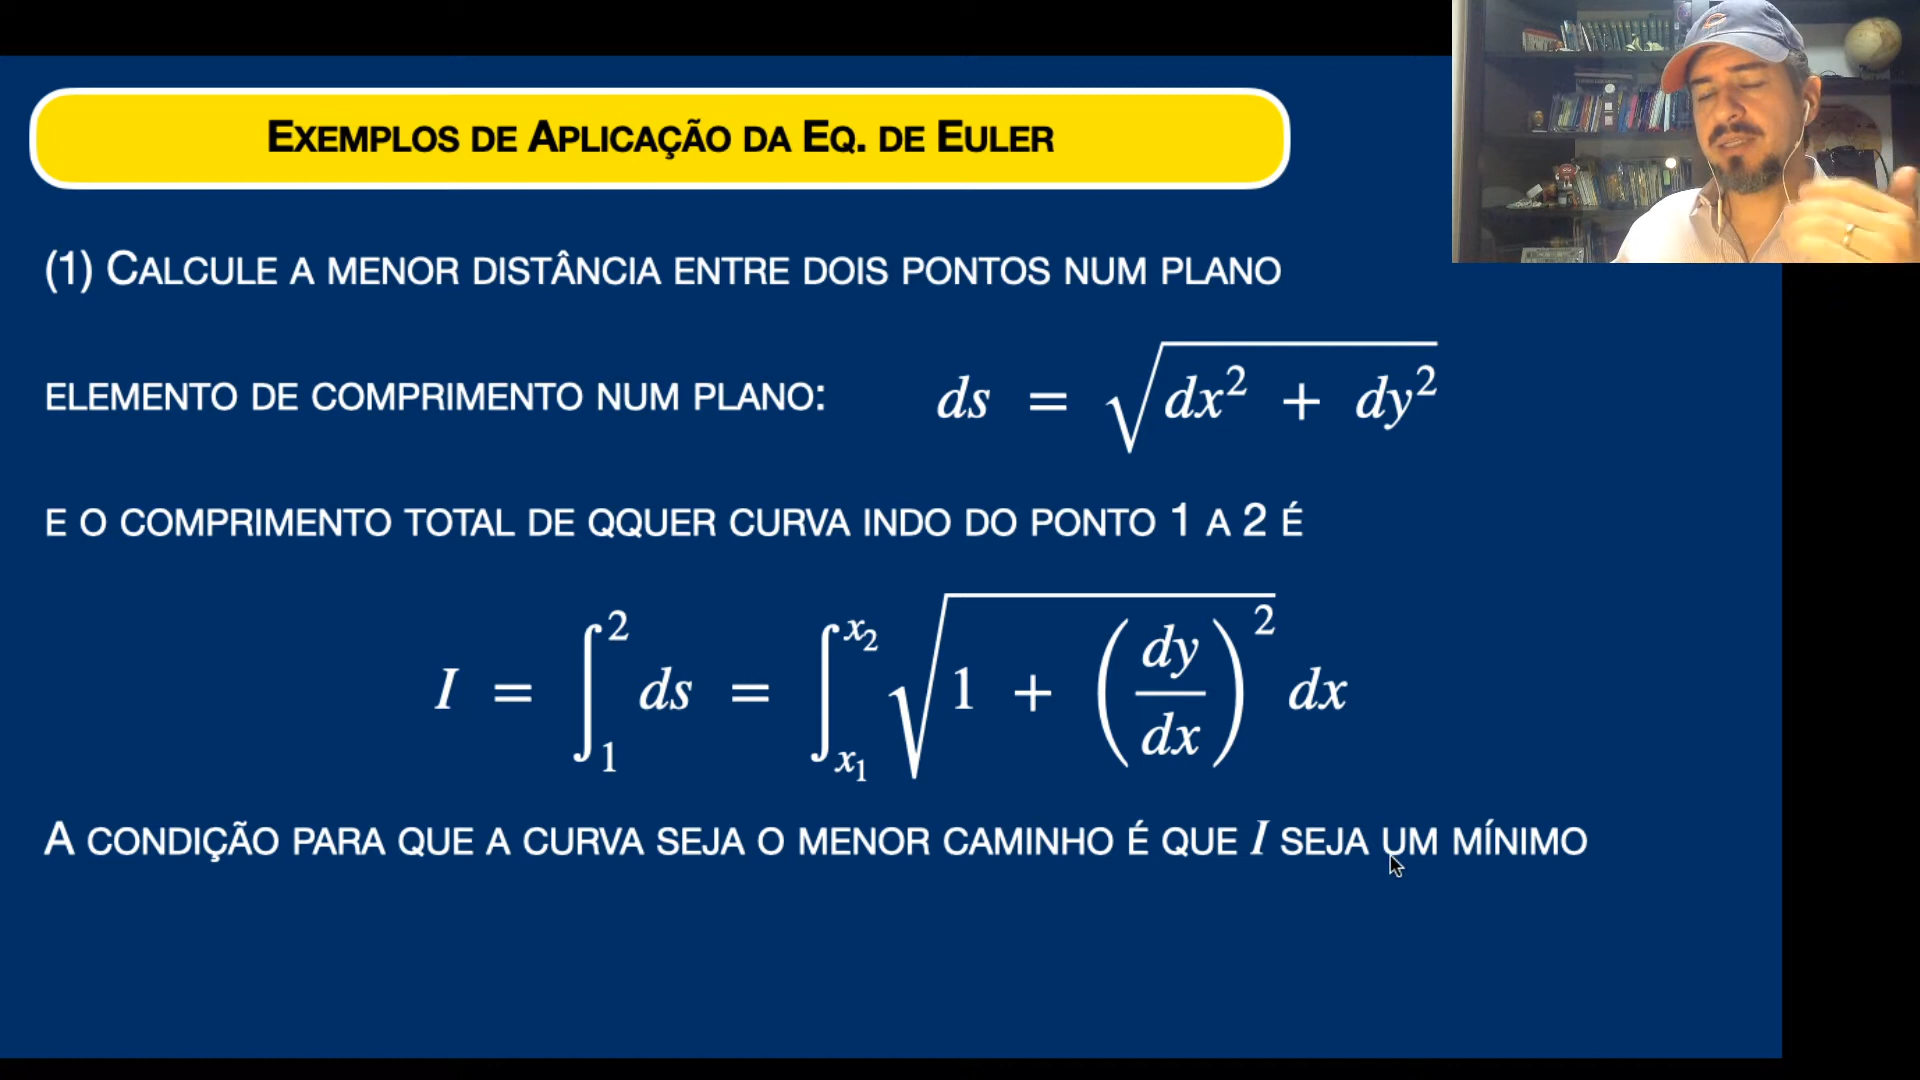 EXEMPLOS DE APLICAÇÃO DA EQ. DE EULER
(1) CALCULE A MENOR DISTÂNCIA ENTRE DOIS PONTOS NUM PLANO
ELEMENTO DE COMPRIMENTO NUM PLANO: ds = √(dx² + dy²)
E O COMPRIMENTO TOTAL DE QQUER CURVA INDO DO PONTO 1 A 2 É
I = ∫₁² ds = ∫_{x₁}^{x₂} √(1 + (dy/dx)²) dx
A CONDIÇÃO PARA QUE A CURVA SEJA O MENOR CAMINHO É QUE I SEJA UM MÍNIMO